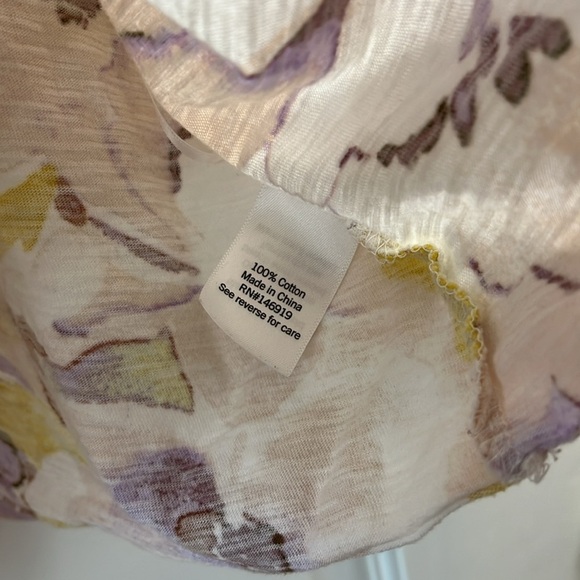 100% Cotton
Made in China
RN#146919
See reverse for care